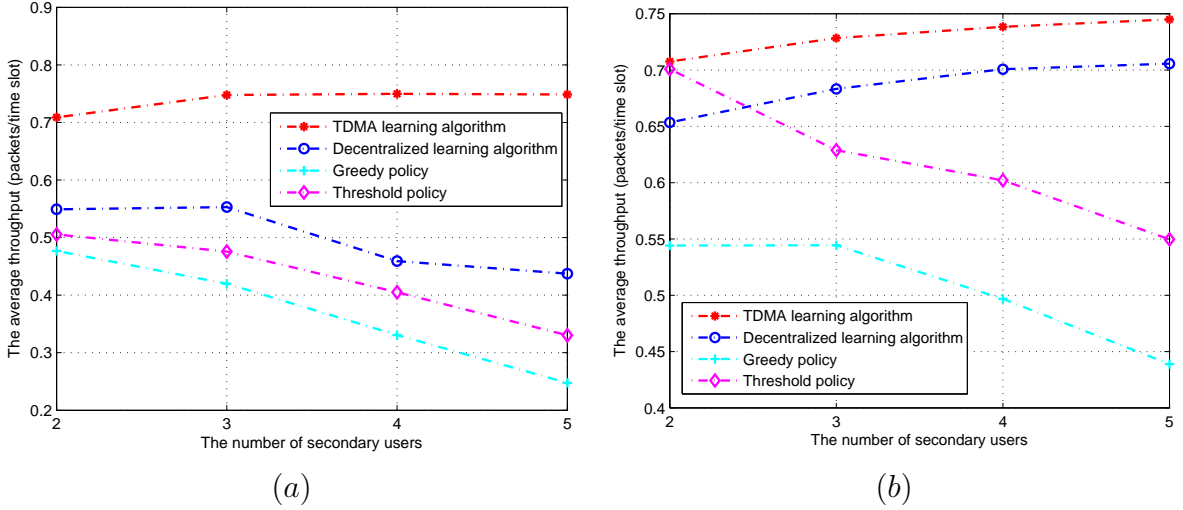 0.9
0.8
0.7
0.6
0.5
0.4
0.3
0.2
The average throughput (packets/time slot)
TDMA learning algorithm
Decentralized learning algorithm
Greedy policy
Threshold policy
2 3 4 5
The number of secondary users
(a)
0.75
0.7
0.65
0.6
0.55
0.5
0.45
0.4
The average throughput (packets/time slot)
TDMA learning algorithm
Decentralized learning algorithm
Greedy policy
Threshold policy
2 3 4 5
The number of secondary users
(b)